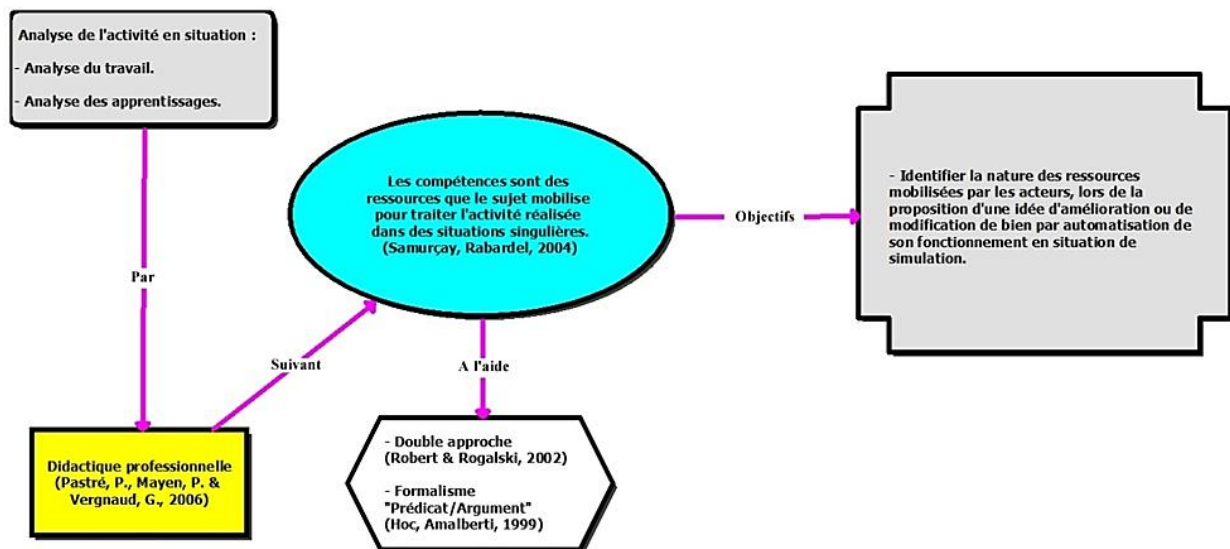 Analyse de l'activité en situation :
- Analyse du travail.
- Analyse des apprentissages.
Par
Didactique professionnelle
(Pastré, P., Mayen, P. &
Vergnaud, G., 2006)
Suivant
Les compétences sont des
ressources que le sujet mobilise
pour traiter l'activité réalisée
dans des situations singulières.
(Samurçay, Rabardel, 2004)
A l'aide
- Double approche
(Robert & Rogalski, 2002)
- Formalisme
"Prédicat/Argument"
(Hoc, Amalberti, 1999)
Objectifs
- Identifier la nature des ressources
mobilisées par les acteurs, lors de la
proposition d'une idée d'amélioration ou de
modification de bien par automatisation de
son fonctionnement en situation de
simulation.